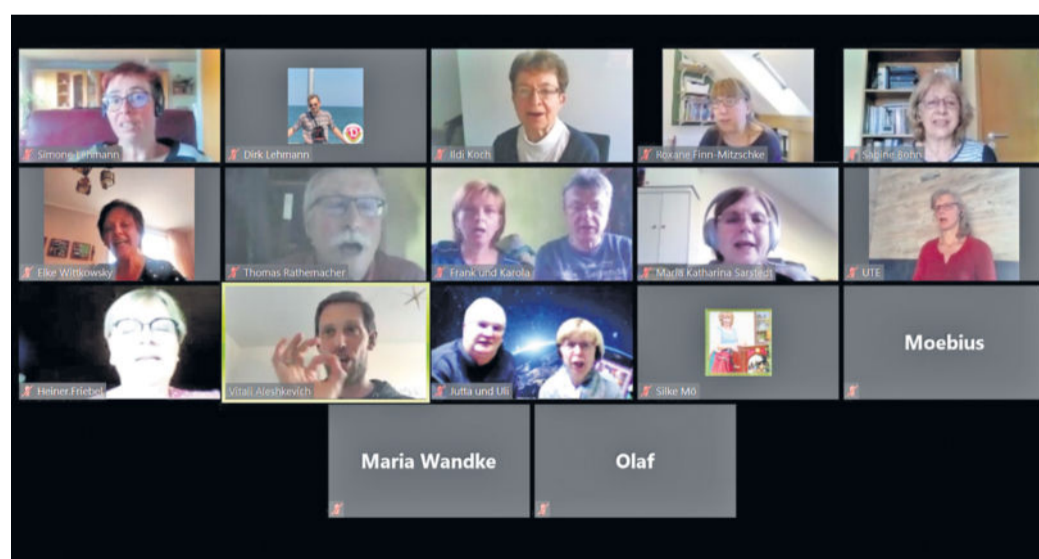 Simone Lehmann
Dirk Lehmann
Ildi Koch
Roxane Finn-Mitzschke
Sabine Bohn
Elke Wittkowsky
Thomas Rathemacher
Frank und Karola
Maria Katharina Sarstedt
UTE
Heiner Friebel
Vitali Aleshkevich
Jutta und Uli
Silke Mö
Moebius
Maria Wandke
Olaf